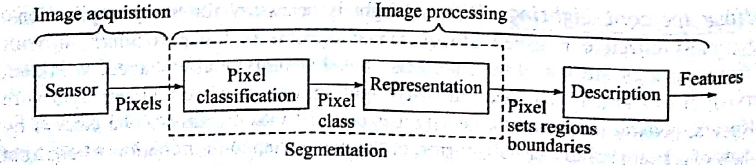 Image acquisition
Image processing
Sensor
Pixels
Pixel
classification
Pixel
class
Representation
Pixel
sets regions
boundaries
Description
Features
Segmentation